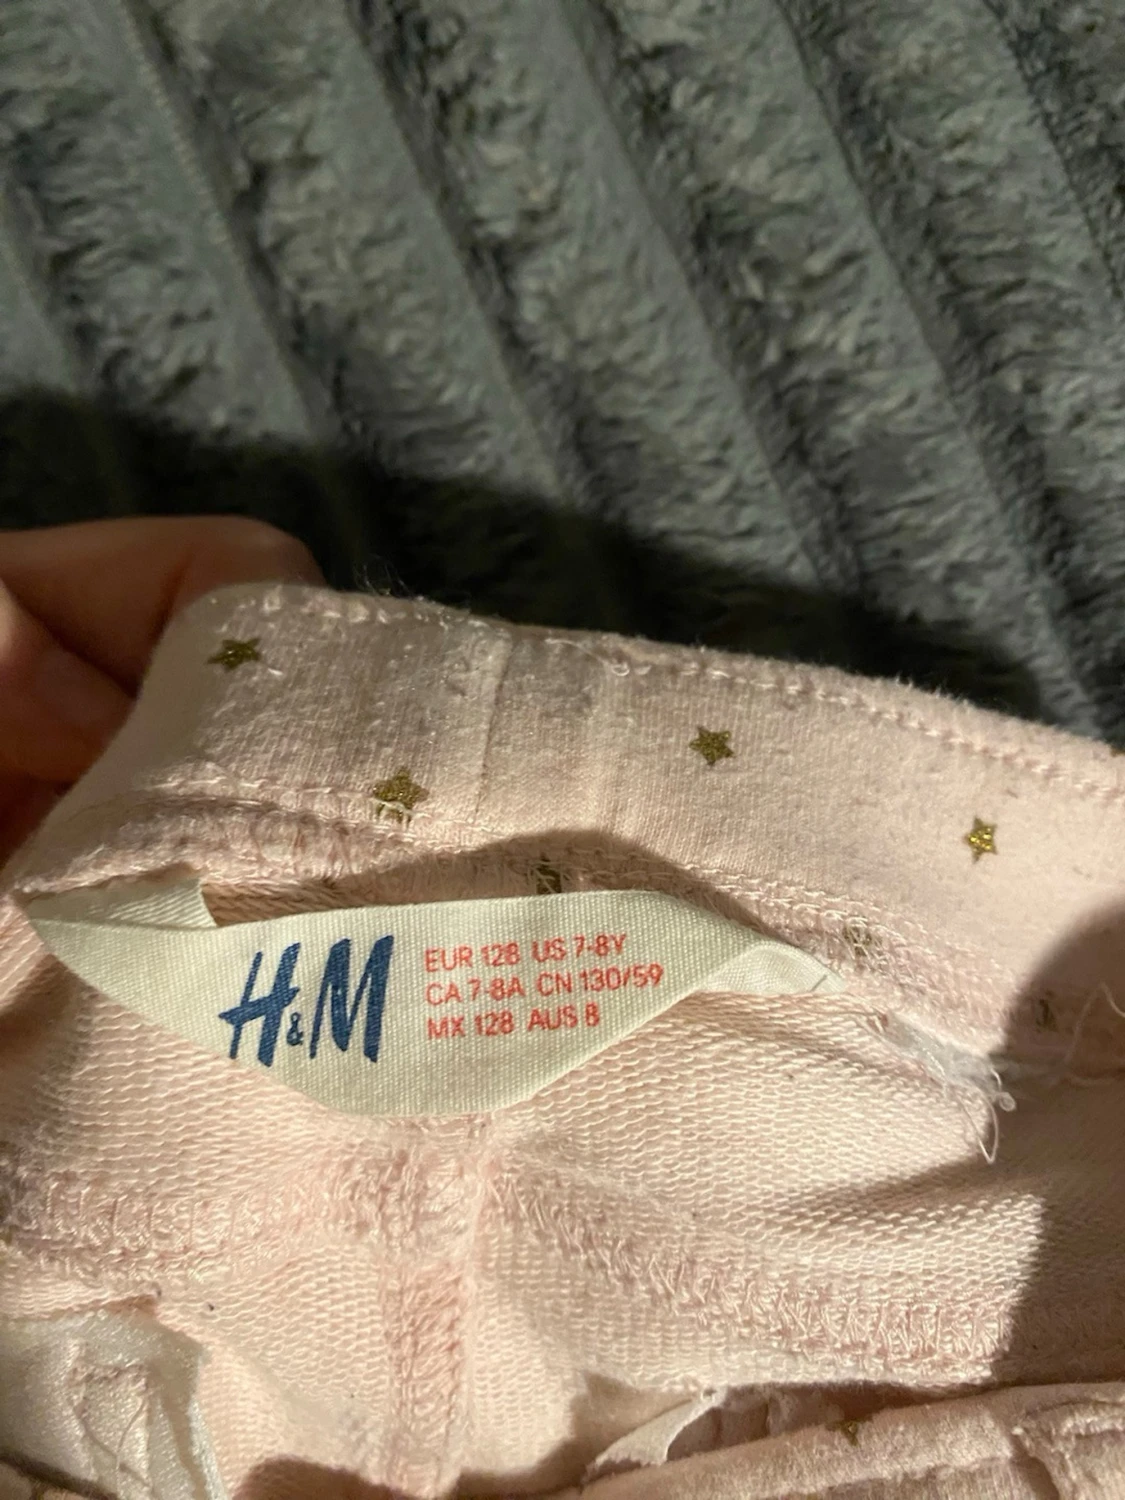 H&M
EUR 128 US 7-8Y
CA 7-8A CN 130/59
MX 128 AUS 8